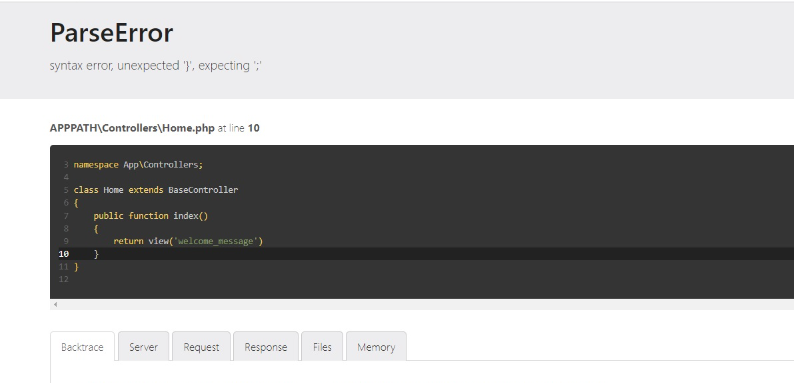 ParseError
syntax error, unexpected '}', expecting ';'
APPPATH\Controllers\Home.php at line 10
3 namespace App\Controllers;
4
5 class Home extends BaseController
6 {
7 public function index()
8 {
9 return view('welcome_message')
10 }
11 }
12
Backtrace Server Request Response Files Memory